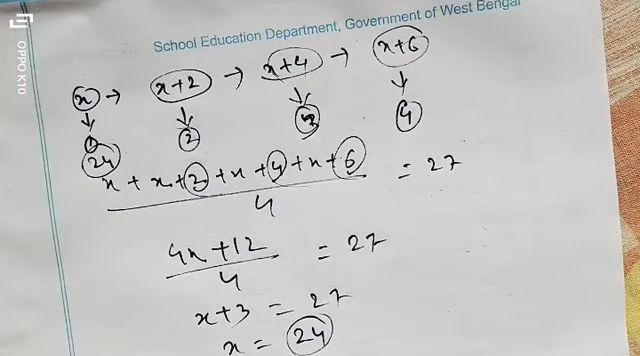 School Education Department, Government of West Bengal
OPPO K10
x → x+2 → x+4 → x+6
↓ ↓ ↓ ↓
① ② ③ ④
24
x + x+2+x+4+x+6 = 27
4
4x+12 = 27
4
x+3 = 27
x = 24